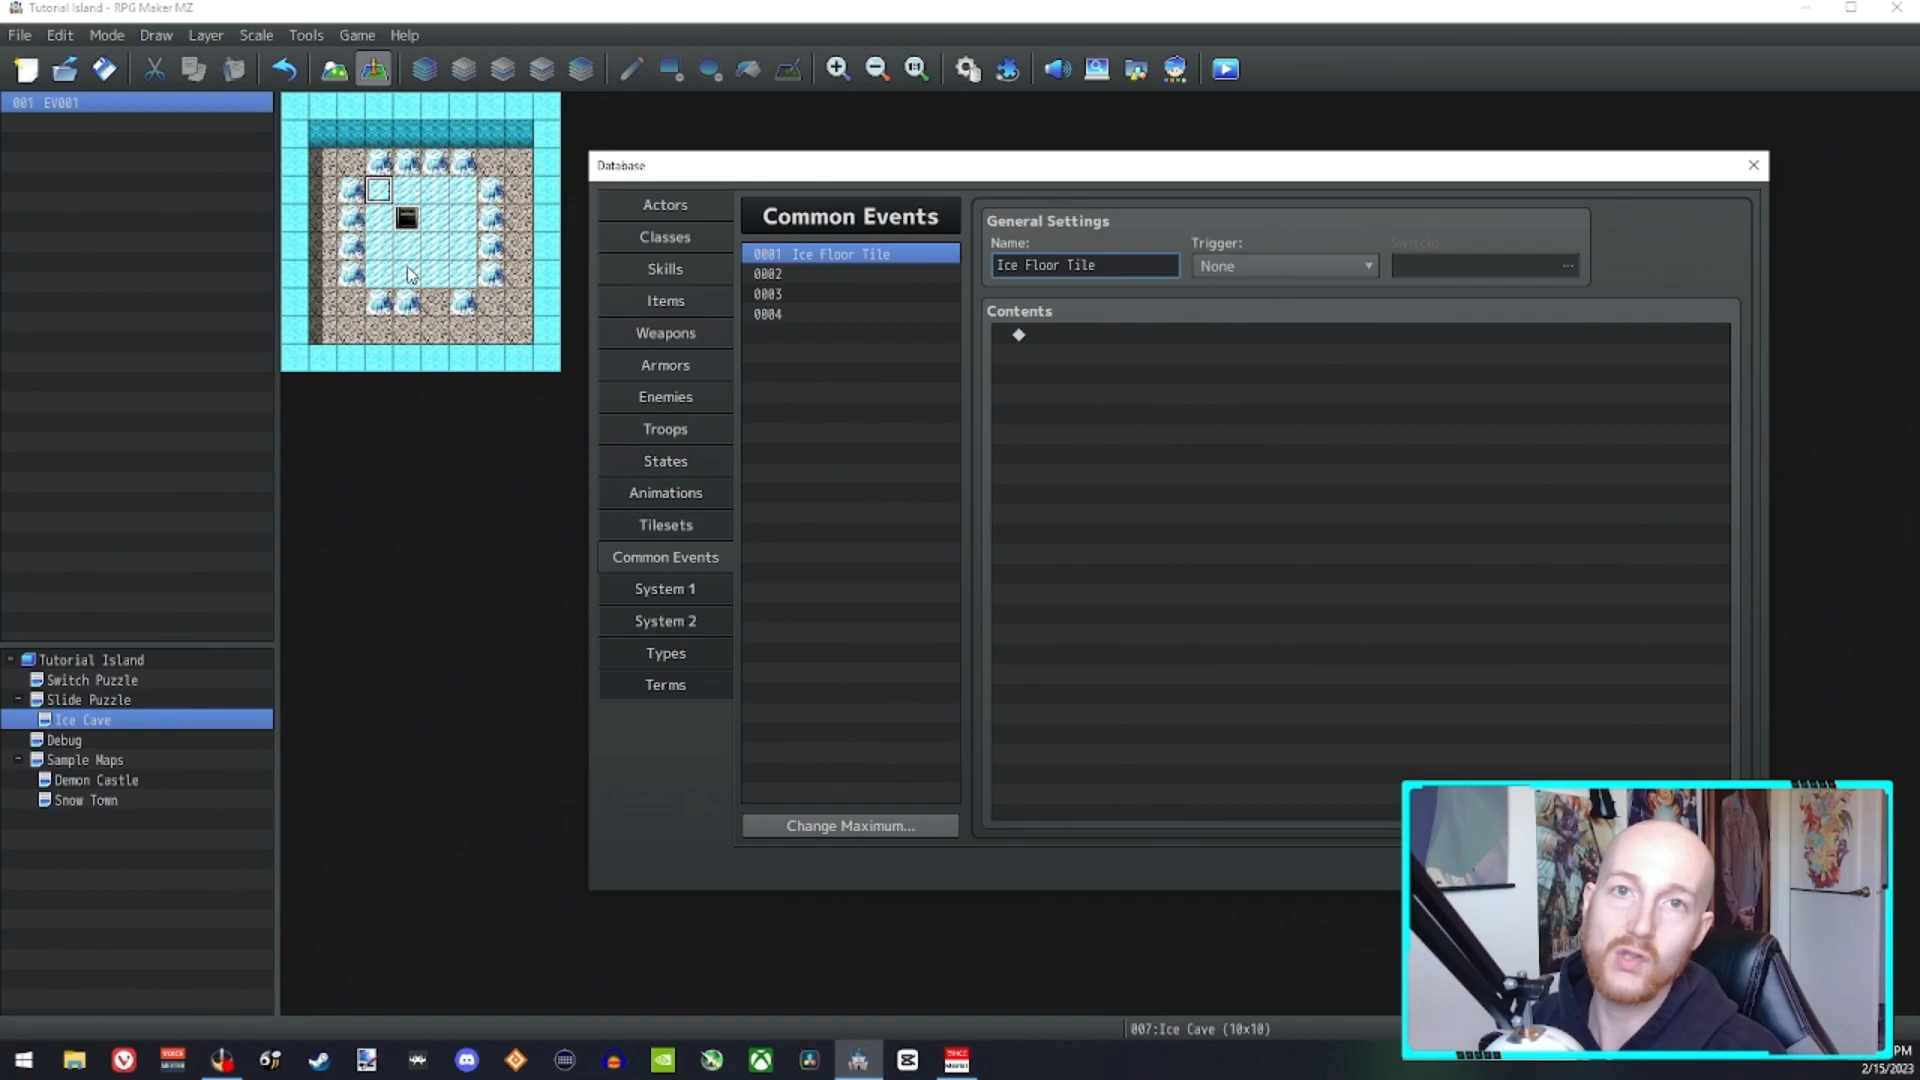 Tutorial Island - RPG Maker MZ
File Edit Mode Draw Layer Scale Tools Game Help
001 EV001
Database
Actors
Classes
Skills
Items
Weapons
Armors
Enemies
Troops
States
Animations
Tilesets
Common Events
System 1
System 2
Types
Terms
Common Events
0001 Ice Floor Tile
0002
0003
0004
Change Maximum...
General Settings
Name: Trigger: Switch:
Ice Floor Tile None ...
Contents
Tutorial Island
Switch Puzzle
Slide Puzzle
Ice Cave
Debug
Sample Maps
Demon Castle
Snow Town
007:Ice Cave (10x10)
PM
2/15/2023